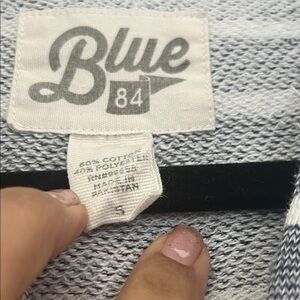 Blue
84
60% COTTON
40% POLYESTER
MADE IN
PAKISTAN
S